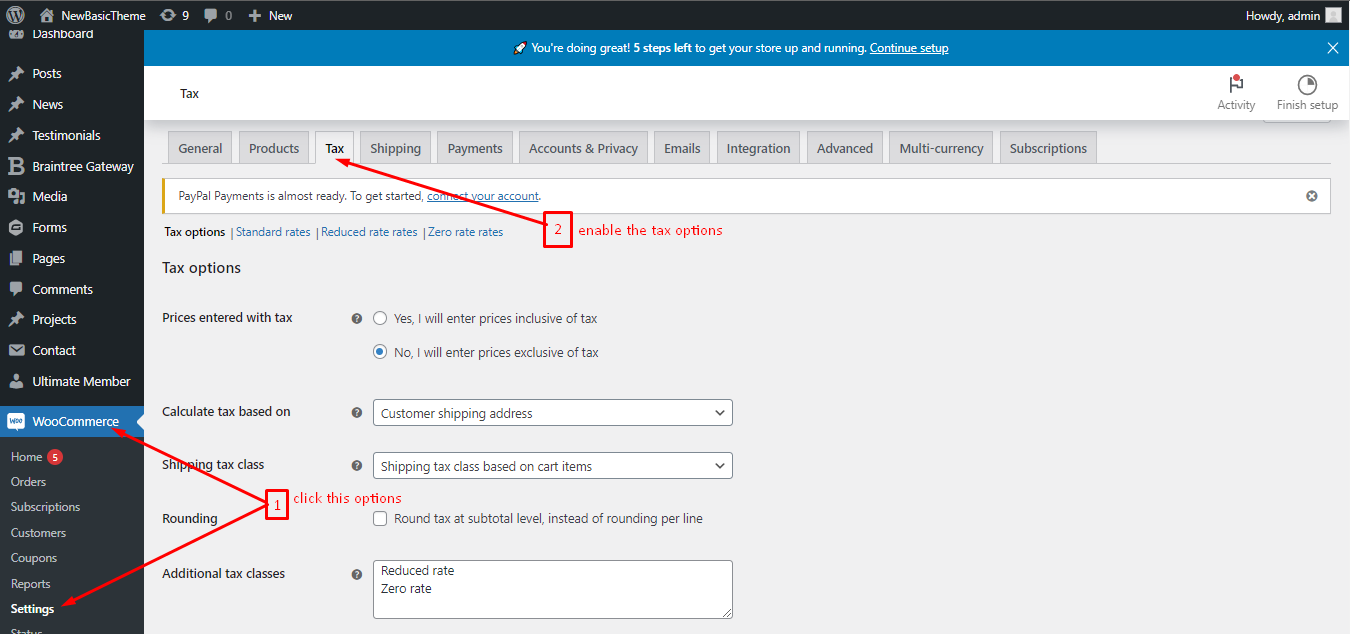 NewBasicTheme 9 0 New Howdy, admin
Dashboard
Posts
News
Testimonials
Braintree Gateway
Media
Forms
Pages
Comments
Projects
Contact
Ultimate Member
WooCommerce
Home 5
Orders
Subscriptions
Customers
Coupons
Reports
Settings
Status
You're doing great! 5 steps left to get your store up and running. Continue setup
Tax
Activity
Finish setup
General Products Tax Shipping Payments Accounts & Privacy Emails Integration Advanced Multi-currency Subscriptions
PayPal Payments is almost ready. To get started, connect your account.
Tax options | Standard rates | Reduced rate rates | Zero rate rates
2 enable the tax options
Tax options
Prices entered with tax
Yes, I will enter prices inclusive of tax
No, I will enter prices exclusive of tax
Calculate tax based on
Customer shipping address
Shipping tax class
Shipping tax class based on cart items
1 click this options
Rounding
Round tax at subtotal level, instead of rounding per line
Additional tax classes
Reduced rate
Zero rate